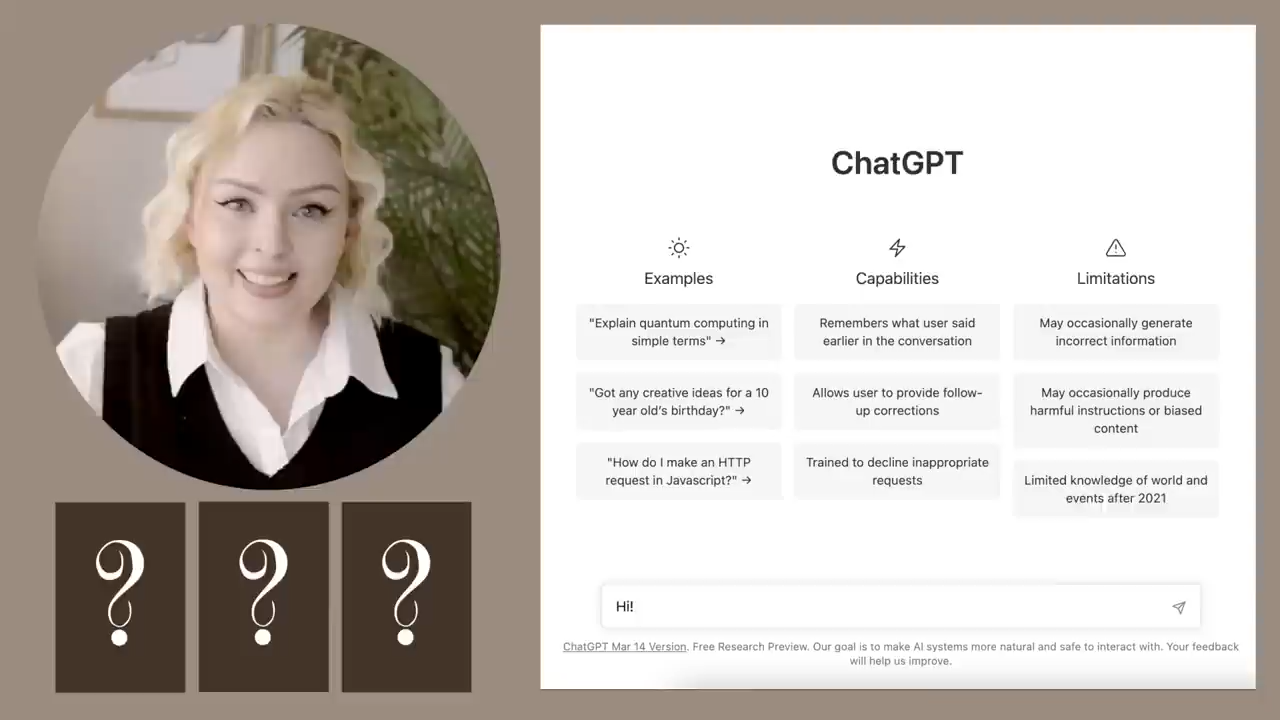 ChatGPT
Examples
"Explain quantum computing in
simple terms" →
"Got any creative ideas for a 10
year old's birthday?" →
"How do I make an HTTP
request in Javascript?" →
Capabilities
Remembers what user said
earlier in the conversation
Allows user to provide follow-
up corrections
Trained to decline inappropriate
requests
Limitations
May occasionally generate
incorrect information
May occasionally produce
harmful instructions or biased
content
Limited knowledge of world and
events after 2021
Hi!
ChatGPT Mar 14 Version. Free Research Preview. Our goal is to make AI systems more natural and safe to interact with. Your feedback
will help us improve.
? ? ?